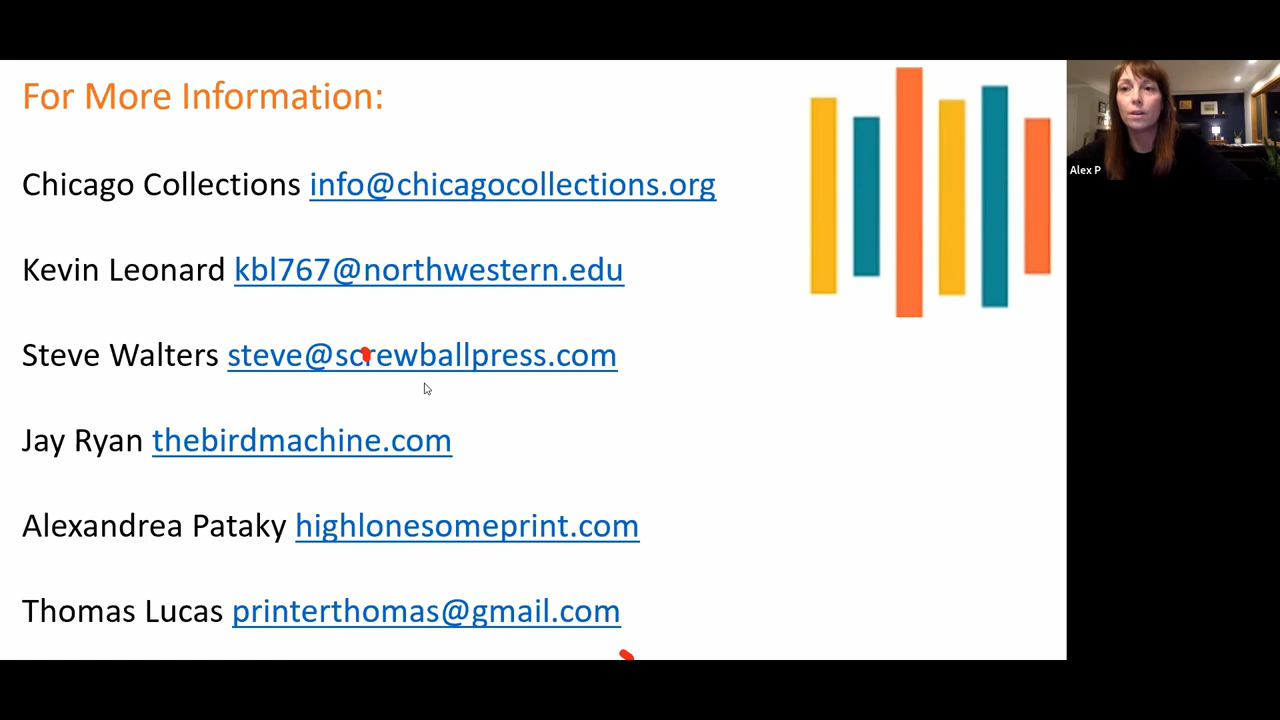 For More Information:
Chicago Collections info@chicagocollections.org
Kevin Leonard kbl767@northwestern.edu
Steve Walters steve@screwballpress.com
Jay Ryan thebirdmachine.com
Alexandrea Pataky highlonesomeprint.com
Thomas Lucas printerthomas@gmail.com
Alex P